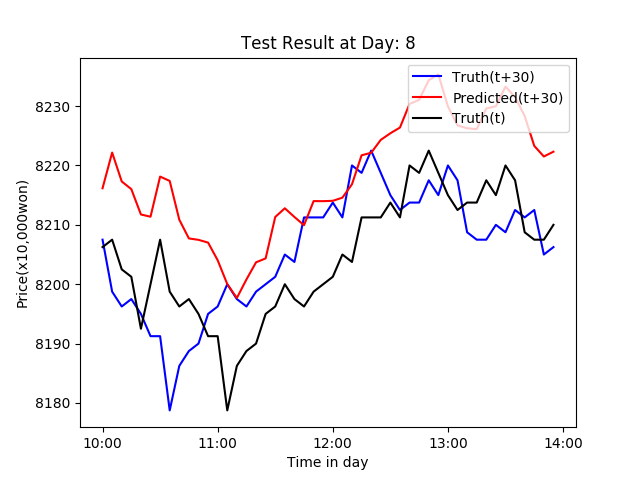 Test Result at Day: 8
Truth(t+30)
Predicted(t+30)
Truth(t)
Price(x10,000won)
8230
8220
8210
8200
8190
8180
10:00 11:00 12:00 13:00 14:00
Time in day